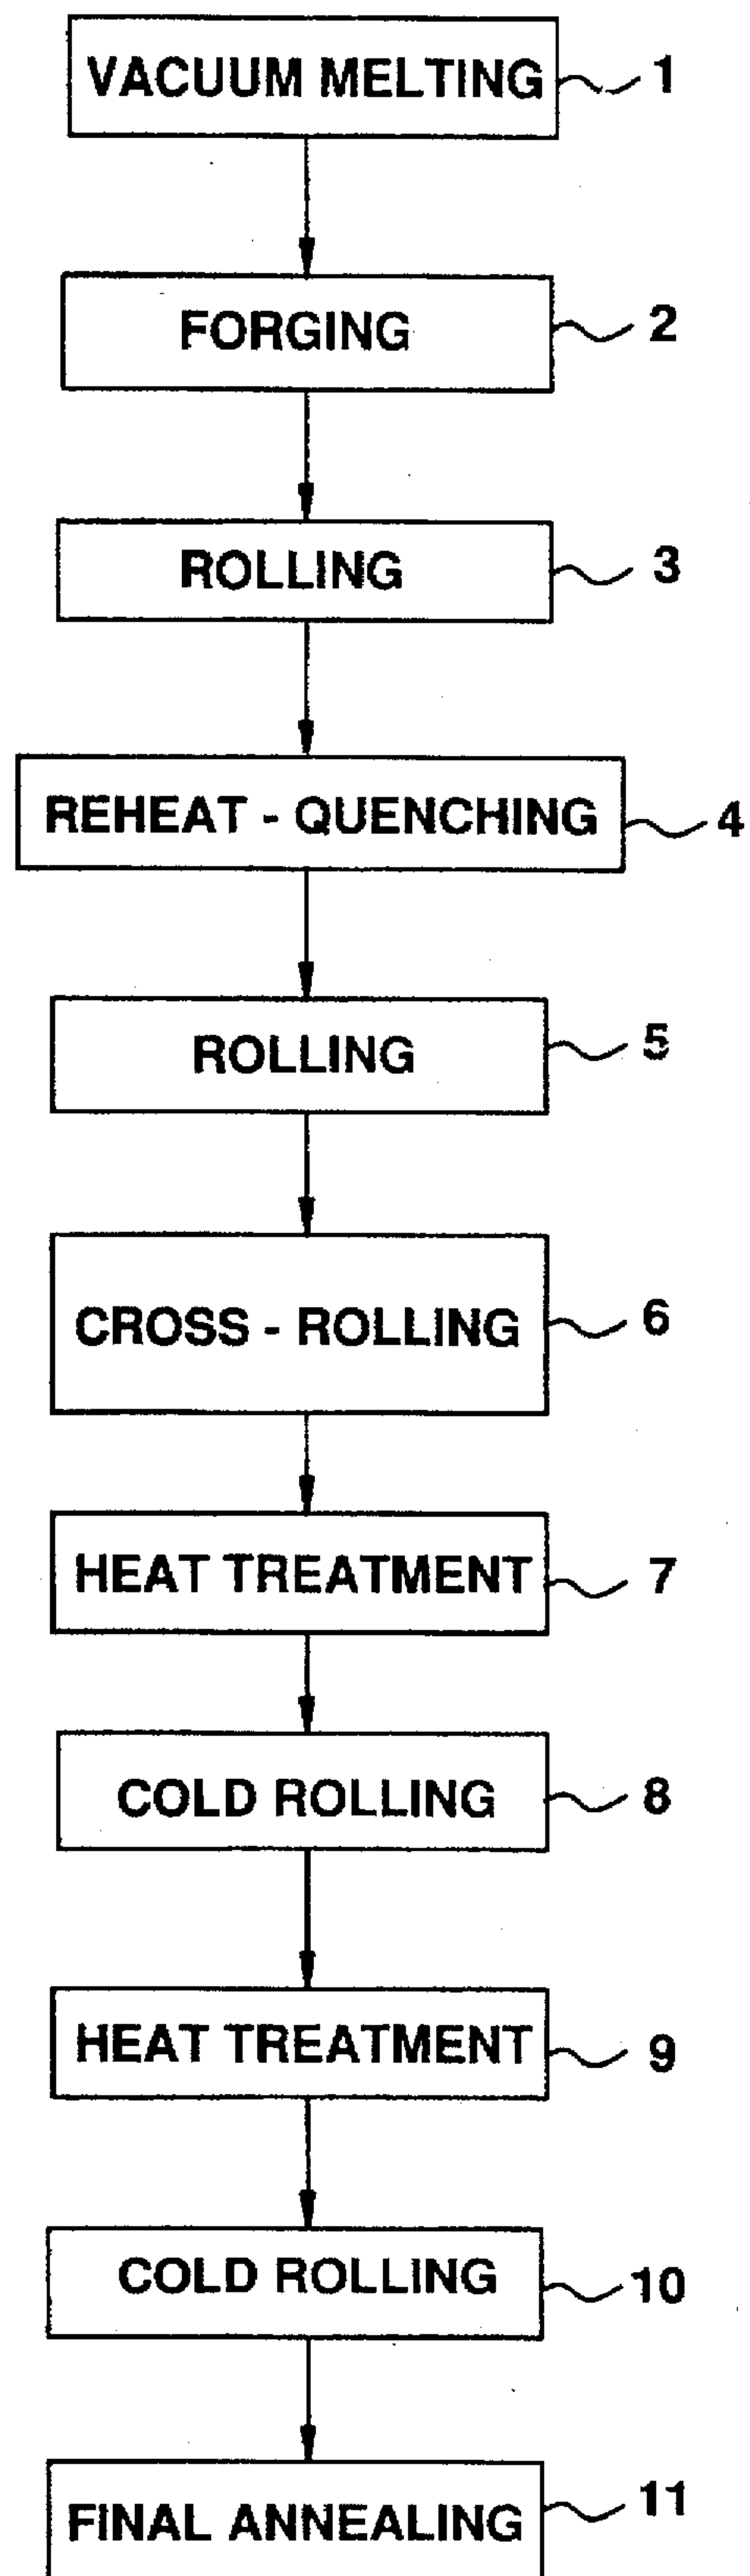 VACUUM MELTING 1
FORGING 2
ROLLING 3
REHEAT - QUENCHING 4
ROLLING 5
CROSS - ROLLING 6
HEAT TREATMENT 7
COLD ROLLING 8
HEAT TREATMENT 9
COLD ROLLING 10
FINAL ANNEALING 11